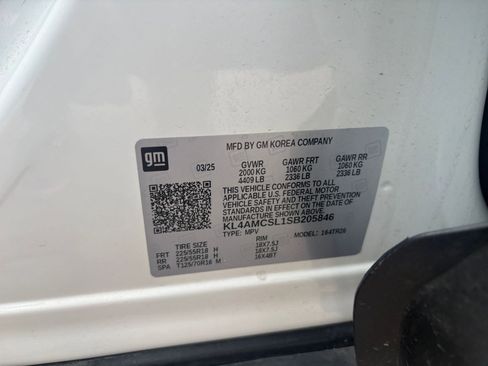 gm
MFD BY GM KOREA COMPANY
03/25
GVWR GAWR FRT GAWR RR
2000 KG 1060 KG 1060 KG
4409 LB 2336 LB 2336 LB
THIS VEHICLE CONFORMS TO ALL
APPLICABLE U.S. FEDERAL MOTOR
VEHICLE SAFETY AND THEFT
PREVENTION STANDARDS IN EFFECT ON THE DATE OF
MANUFACTURE SHOWN ABOVE.
KL4AMCSL1SB205846
TYPE: MPV MODEL: 164TR26
TIRE SIZE RIM
FRT 225/55R18 H 18X7.5J
RR 225/55R18 H 18X7.5J
SPA T125/70R16 M 16X4BT